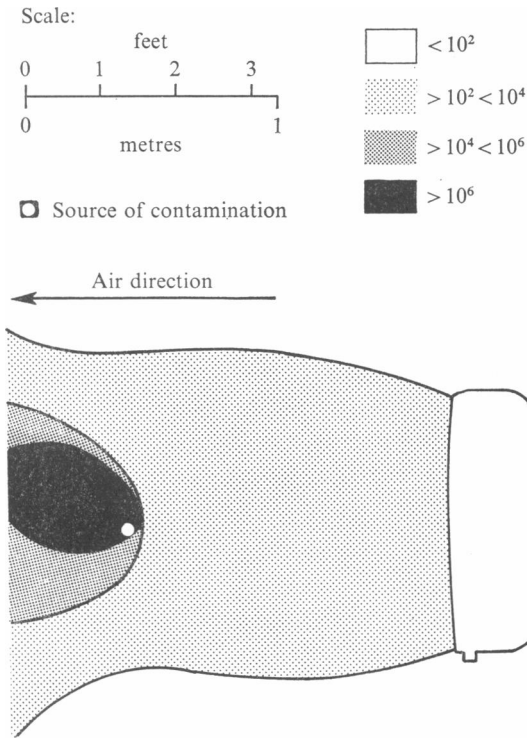 Scale:
feet
0 1 2 3
0 1
metres
Source of contamination
< 10²
> 10² < 10⁴
> 10⁴ < 10⁶
> 10⁶
Air direction